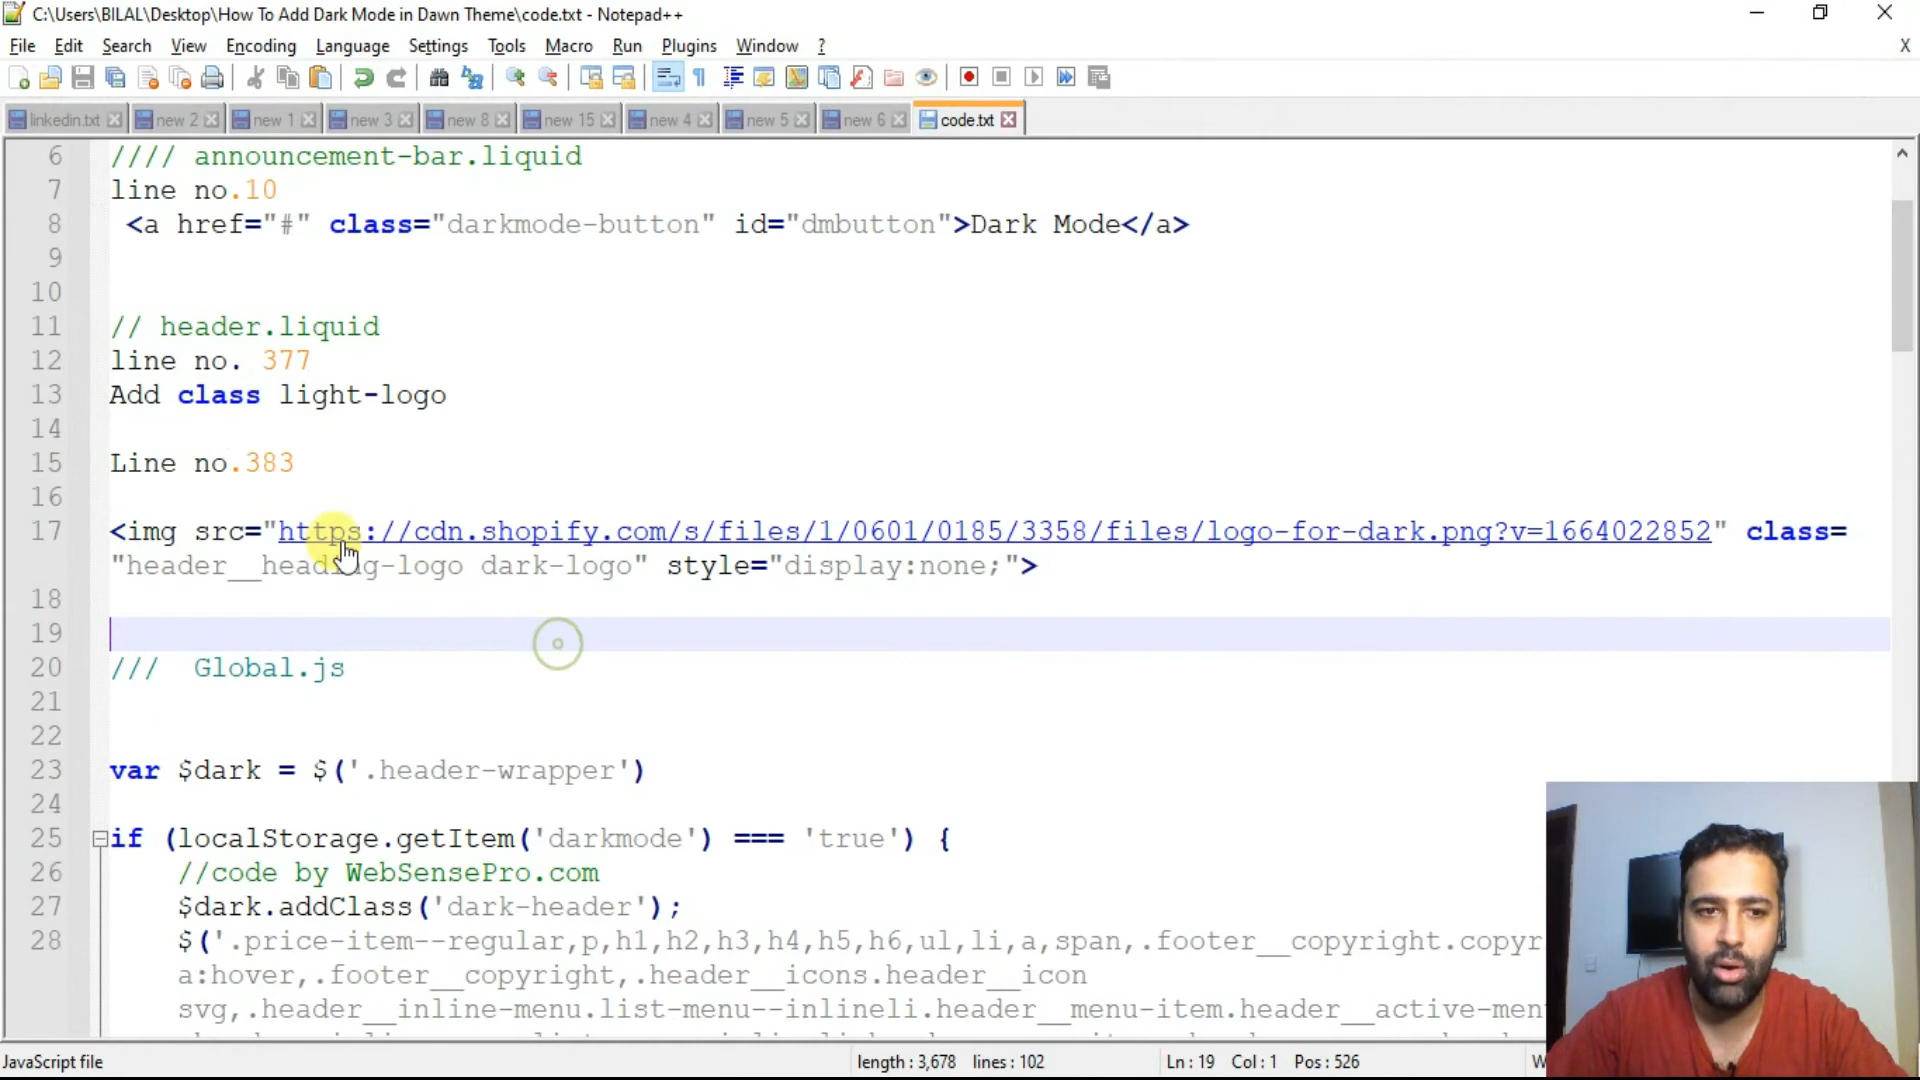 C:\Users\BILAL\Desktop\How To Add Dark Mode in Dawn Theme\code.txt - Notepad++
File Edit Search View Encoding Language Settings Tools Macro Run Plugins Window ? X
linkedin.txt new 2 new 1 new 3 new 8 new 15 new 4 new 5 new 6 code.txt
6 //// announcement-bar.liquid
7 line no.10
8 <a href="#" class="darkmode-button" id="dmbutton">Dark Mode</a>
9
10
11 // header.liquid
12 line no. 377
13 Add class light-logo
14
15 Line no.383
16
17 <img src="https://cdn.shopify.com/s/files/1/0601/0185/3358/files/logo-for-dark.png?v=1664022852" class=
"header__heading-logo dark-logo" style="display:none;">
18
19
20 /// Global.js
21
22
23 var $dark = $('.header-wrapper')
24
25 if (localStorage.getItem('darkmode') === 'true') {
26 //code by WebSensePro.com
27 $dark.addClass('dark-header');
28 $('.price-item--regular,p,h1,h2,h3,h4,h5,h6,ul,li,a,span,.footer__copyright.copyr
a:hover,.footer__copyright,.header__icons.header__icon
svg,.header__inline-menu.list-menu--inlineli.header__menu-item.header__active-men
JavaScript file length : 3,678 lines : 102 Ln : 19 Col : 1 Pos : 526